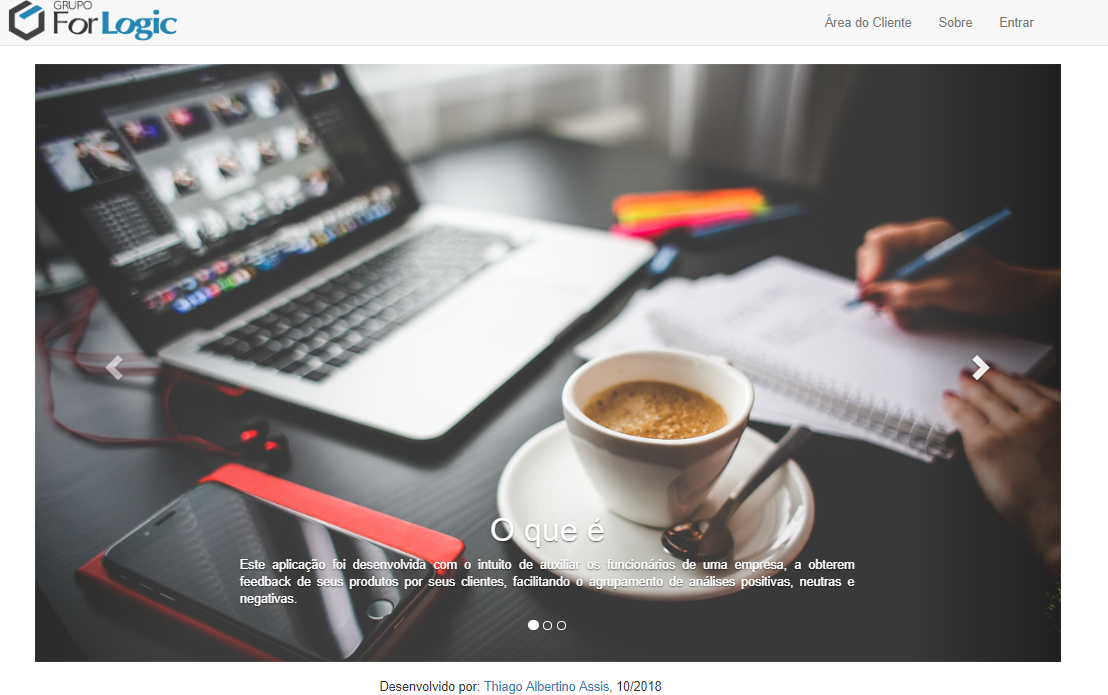 GRUPO
ForLogic
Área do Cliente Sobre Entrar
O que é
Este aplicação foi desenvolvida com o intuito de auxiliar os funcionários de uma empresa, a obterem
feedback de seus produtos por seus clientes, facilitando o agrupamento de análises positivas, neutras e
negativas.
Desenvolvido por: Thiago Albertino Assis, 10/2018